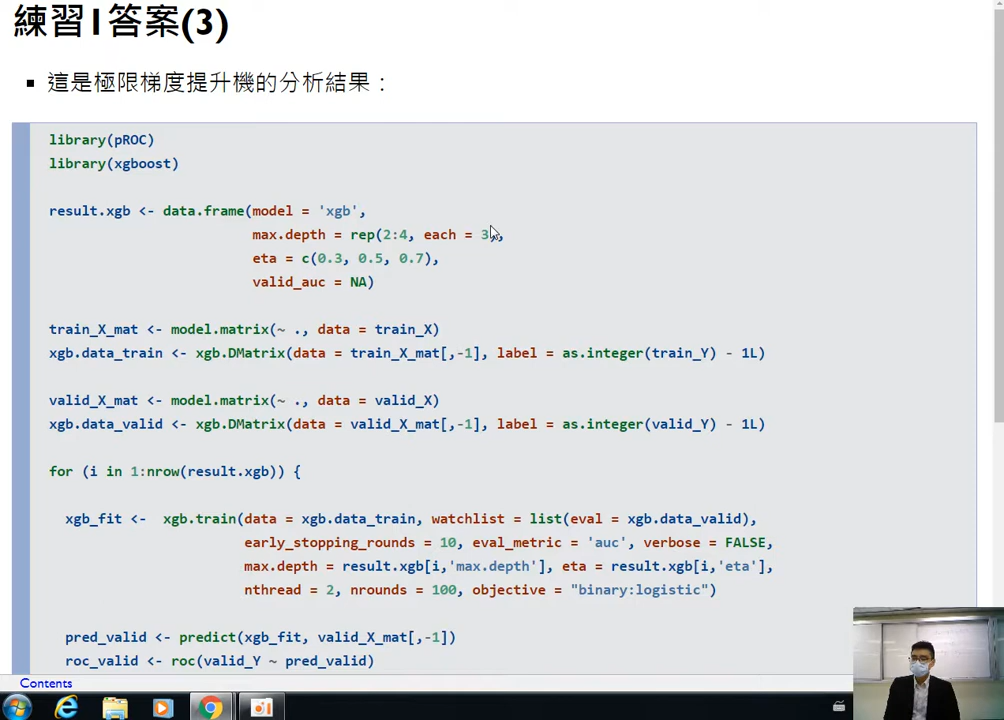 練習1答案(3)
▪ 這是極限梯度提升機的分析結果：
library(pROC)
library(xgboost)
result.xgb <- data.frame(model = 'xgb',
max.depth = rep(2:4, each = 3),
eta = c(0.3, 0.5, 0.7),
valid_auc = NA)
train_X_mat <- model.matrix(~ ., data = train_X)
xgb.data_train <- xgb.DMatrix(data = train_X_mat[,-1], label = as.integer(train_Y) - 1L)
valid_X_mat <- model.matrix(~ ., data = valid_X)
xgb.data_valid <- xgb.DMatrix(data = valid_X_mat[,-1], label = as.integer(valid_Y) - 1L)
for (i in 1:nrow(result.xgb)) {
xgb_fit <-  xgb.train(data = xgb.data_train, watchlist = list(eval = xgb.data_valid),
early_stopping_rounds = 10, eval_metric = 'auc', verbose = FALSE,
max.depth = result.xgb[i,'max.depth'], eta = result.xgb[i,'eta'],
nthread = 2, nrounds = 100, objective = "binary:logistic")
pred_valid <- predict(xgb_fit, valid_X_mat[,-1])
roc_valid <- roc(valid_Y ~ pred_valid)
Contents